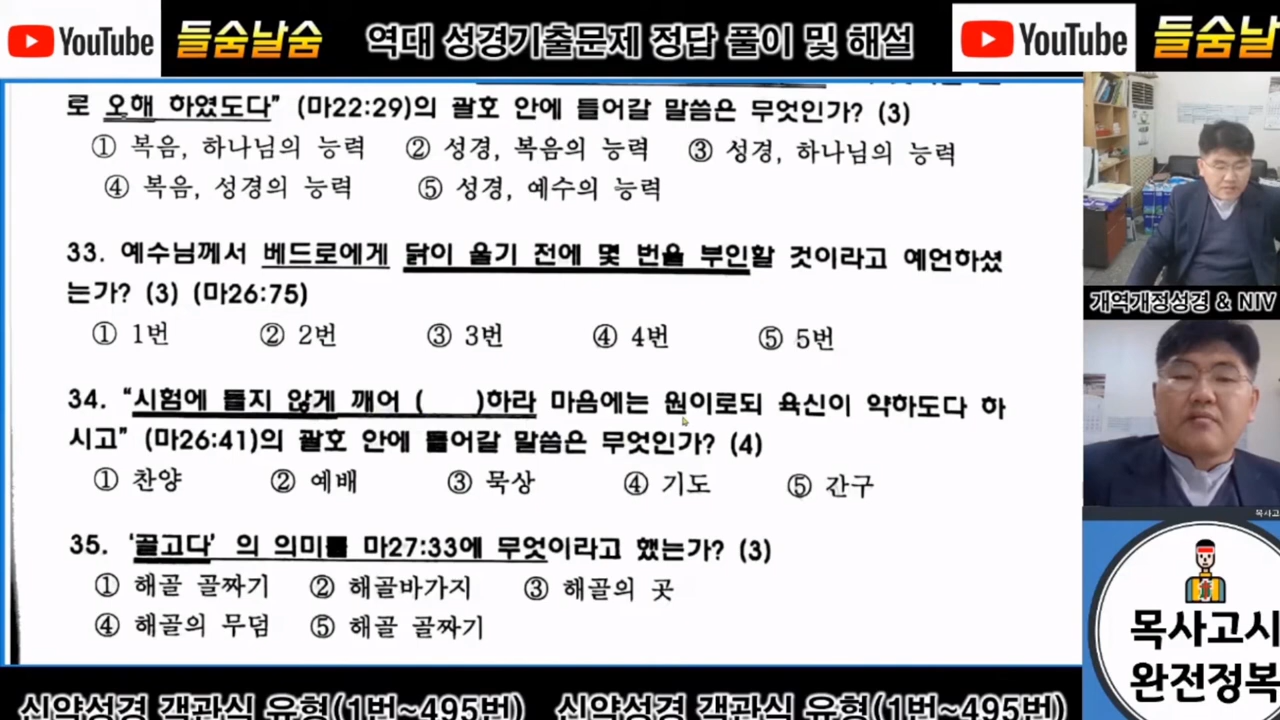 YouTube 들숨날숨 역대 성경기출문제 정답 풀이 및 해설 YouTube 들숨날
로 오해 하였도다" (마22:29)의 괄호 안에 들어갈 말씀은 무엇인가? (3)
① 복음, 하나님의 능력 ② 성경, 복음의 능력 ③ 성경, 하나님의 능력
④ 복음, 성경의 능력 ⑤ 성경, 예수의 능력
33. 예수님께서 베드로에게 닭이 울기 전에 몇 번을 부인할 것이라고 예언하셨
는가? (3) (마26:75)
① 1번 ② 2번 ③ 3번 ④ 4번 ⑤ 5번
34. "시험에 들지 않게 깨어 ( )하라 마음에는 원이로되 육신이 약하도다 하
시고" (마26:41)의 괄호 안에 들어갈 말씀은 무엇인가? (4)
① 찬양 ② 예배 ③ 묵상 ④ 기도 ⑤ 간구
35. '골고다' 의 의미를 마27:33에 무엇이라고 했는가? (3)
① 해골 골짜기 ② 해골바가지 ③ 해골의 곳
④ 해골의 무덤 ⑤ 해골 골짜기
개역개정성경 & NIV
목사고
목사고시
완전정복
신약성경 객관식 유형(1번~495번) 신약성경 객관식 유형(1번~495번)